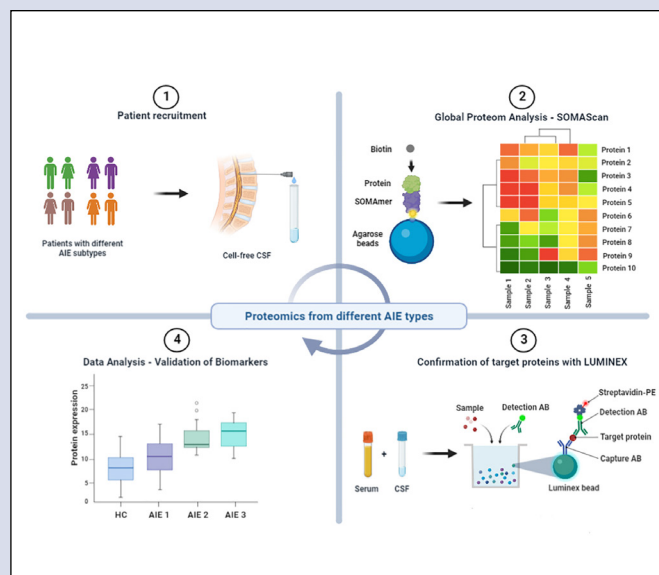 1
Patient recruitment
Patients with different
AIE subtypes
Cell-free CSF
2
Global Proteom Analysis - SOMAScan
Biotin
Protein
SOMAmer
Agarose
beads
Protein 1
Protein 2
Protein 3
Protein 4
Protein 5
Protein 6
Protein 7
Protein 8
Protein 9
Protein 10
Sample 1
Sample 2
Sample 3
Sample 4
Sample 5
Proteomics from different AIE types
4
Data Analysis - Validation of Biomarkers
Protein expression
25
20
15
10
5
0
HC
AIE 1
AIE 2
AIE 3
3
Confirmation of target proteins with LUMINEX
Serum
+
CSF
Sample
Detection AB
Streptavidin-PE
Detection AB
Target protein
Capture AB
Luminex bead